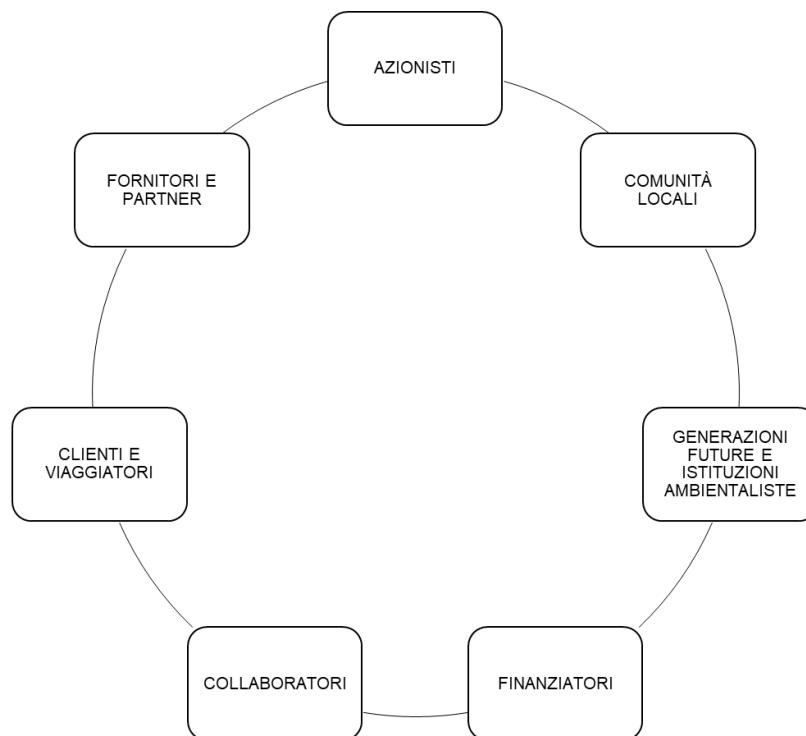 AZIONISTI
COMUNITÀ
LOCALI
GENERAZIONI
FUTURE E
ISTITUZIONI
AMBIENTALISTE
FINANZIATORI
COLLABORATORI
CLIENTI E
VIAGGIATORI
FORNITORI E
PARTNER